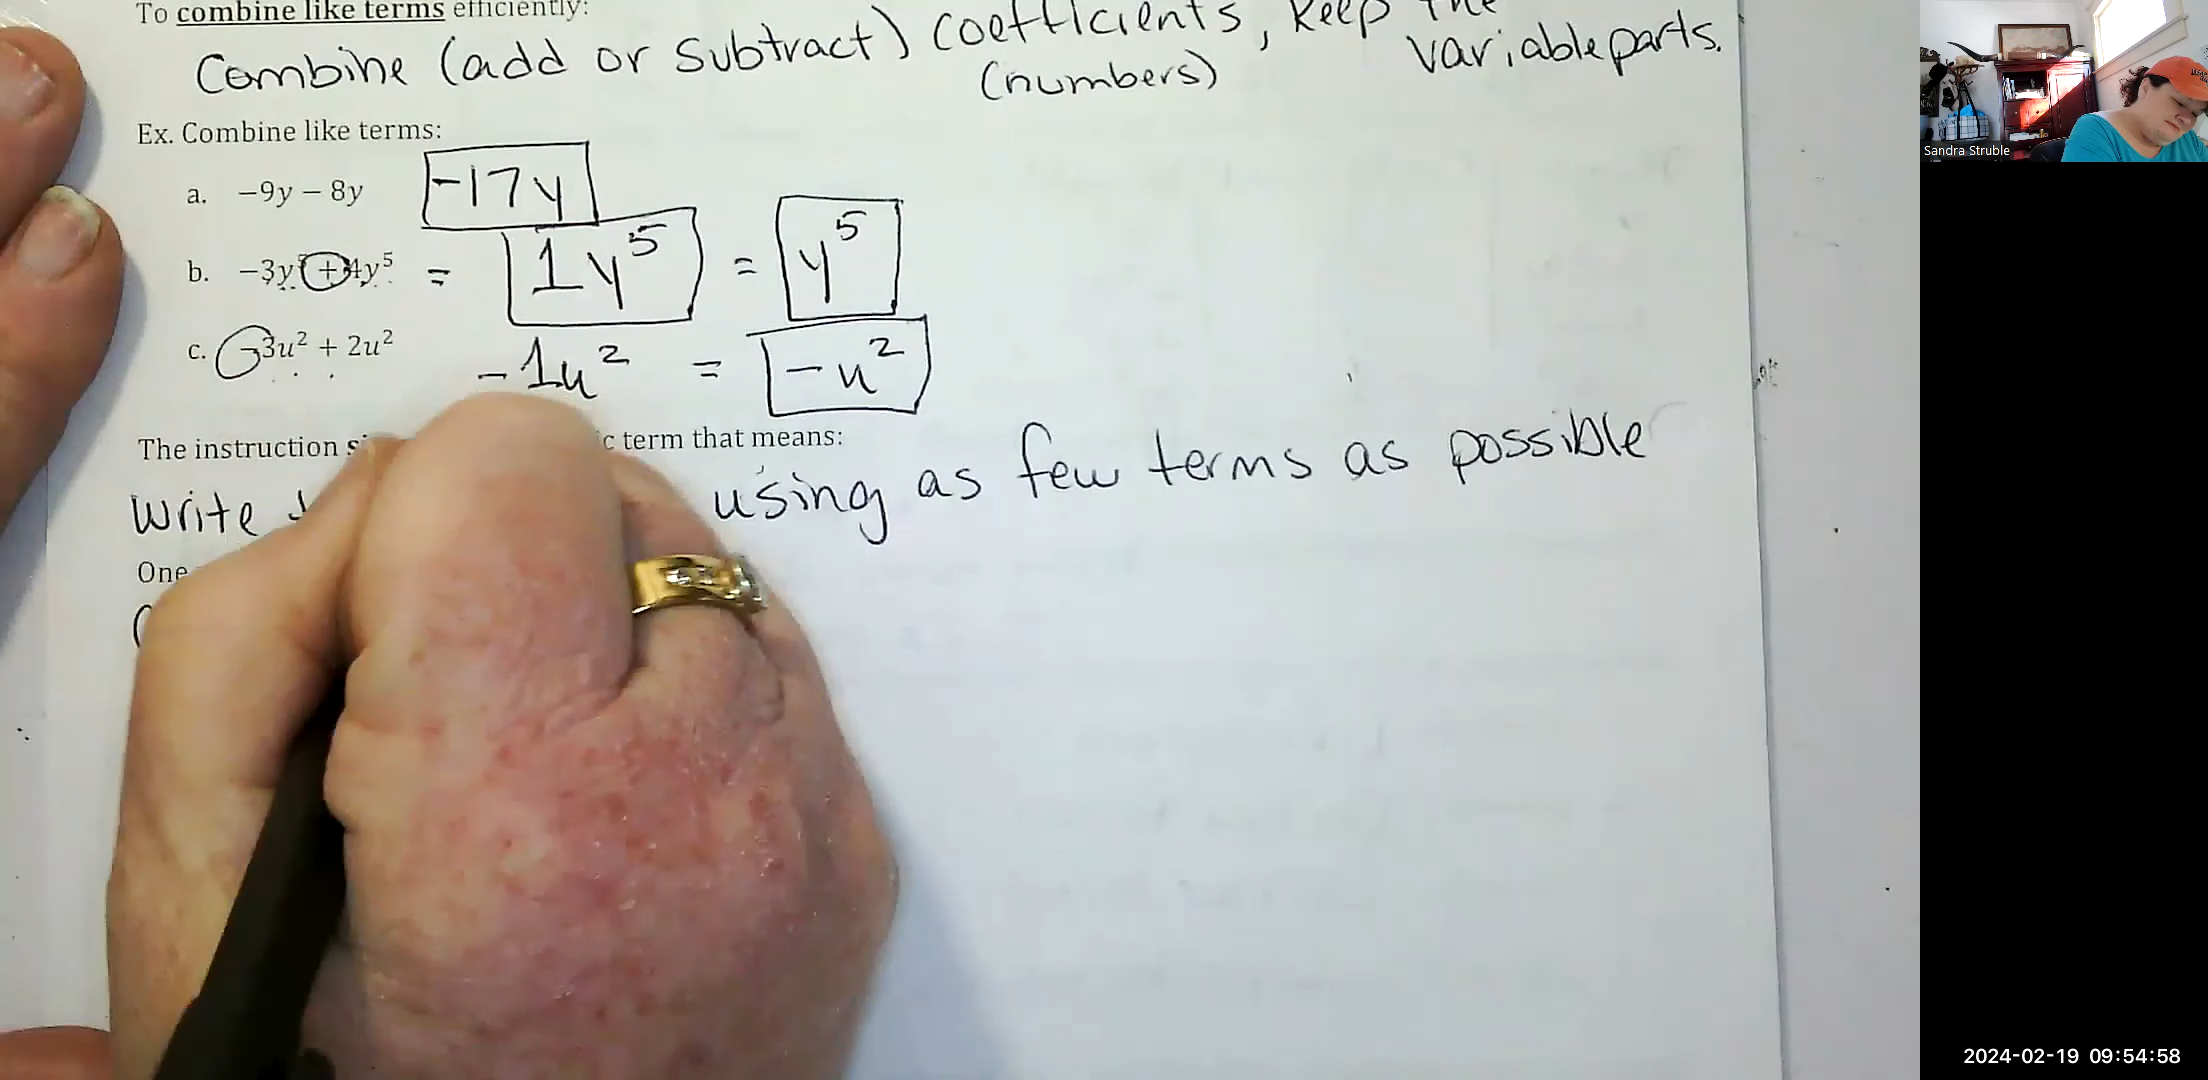 To combine like terms efficiently:
Combine (add or subtract) coefficients, keep the
(numbers) variable parts.
Ex. Combine like terms:
a. −9y − 8y -17y
b. −3y⁵ + 4y⁵ = 1y⁵ = y⁵
c. −3u² + 2u² -1u² = -u²
The instruction term that means:
Write using as few terms as possible
One
Sandra Struble
2024-02-19 09:54:58